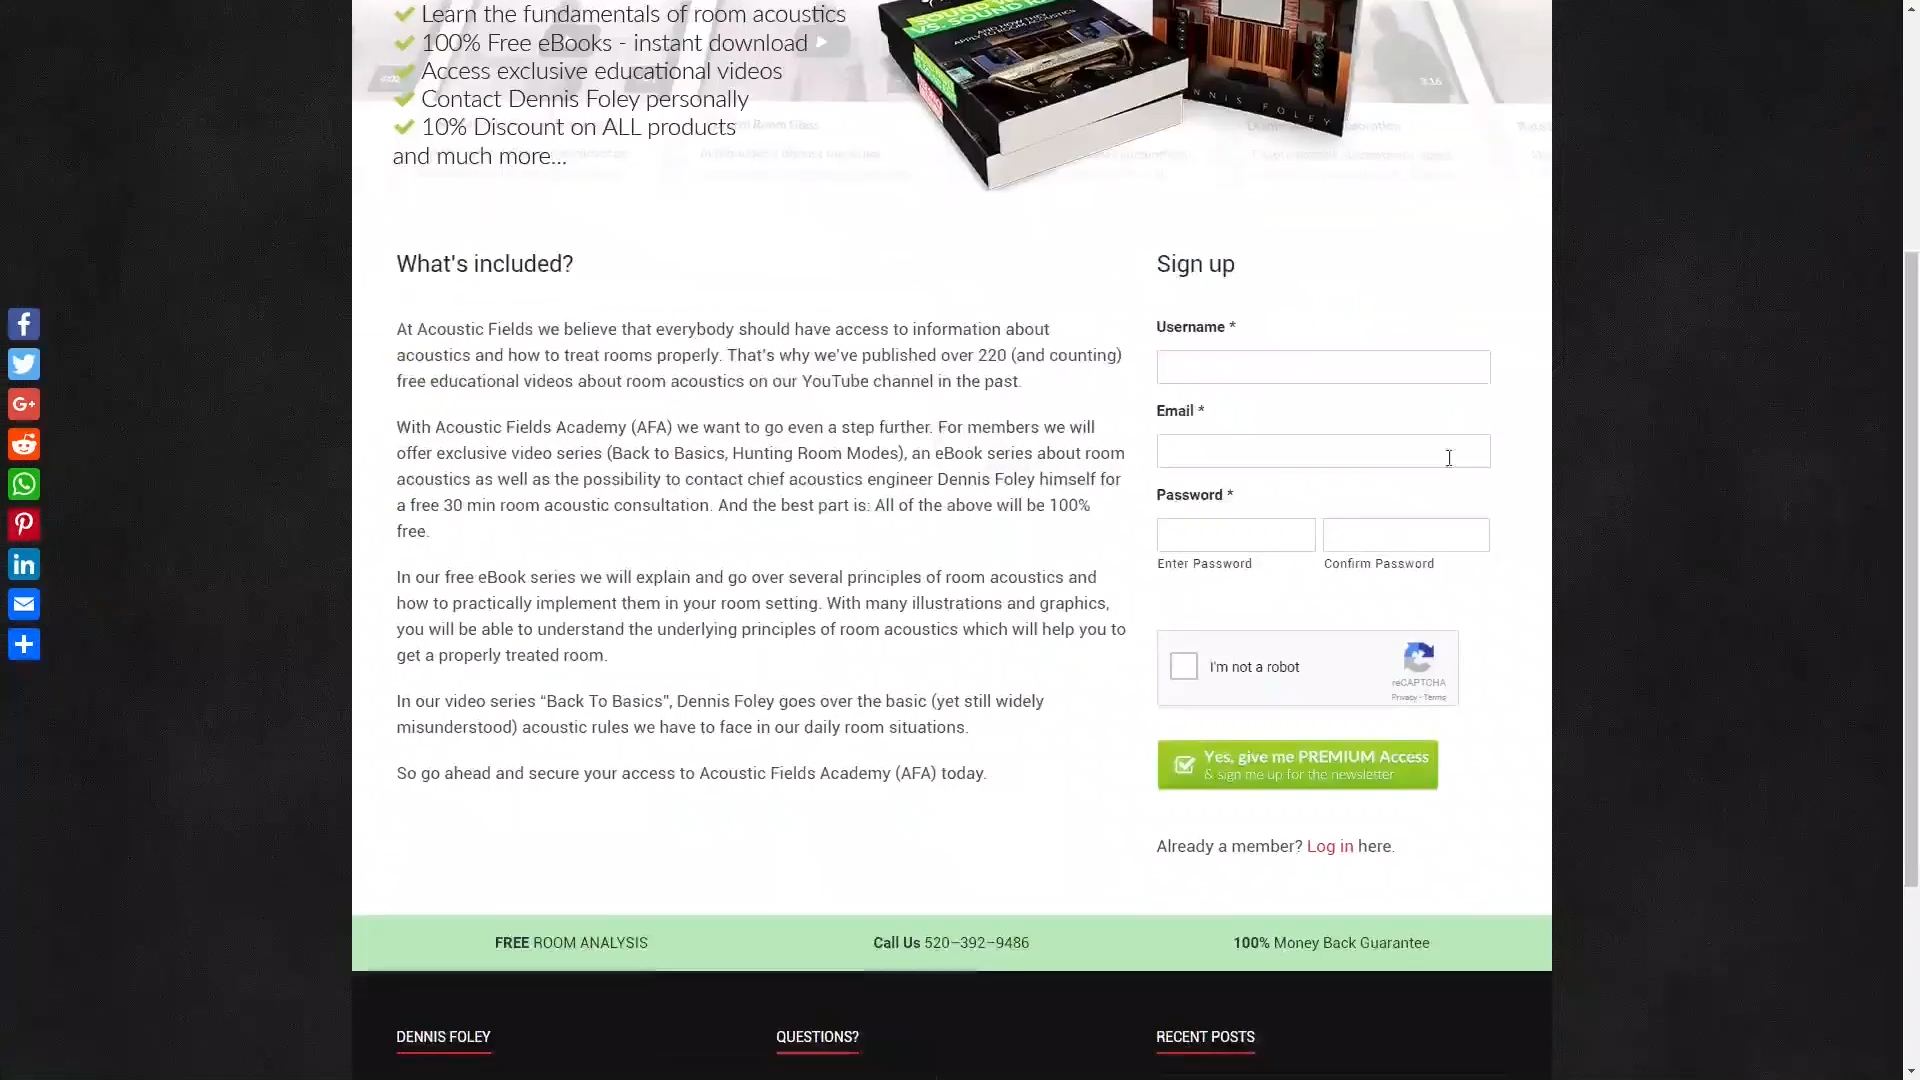 Learn the fundamentals of room acoustics
100% Free eBooks - instant download
Access exclusive educational videos
Contact Dennis Foley personally
10% Discount on ALL products
and much more...
SOUND
VS. SOUND
DENNIS FOLEY
NNIS FOLEY
3:16
What's included?
At Acoustic Fields we believe that everybody should have access to information about
acoustics and how to treat rooms properly. That's why we've published over 220 (and counting)
free educational videos about room acoustics on our YouTube channel in the past.
With Acoustic Fields Academy (AFA) we want to go even a step further. For members we will
offer exclusive video series (Back to Basics, Hunting Room Modes), an eBook series about room
acoustics as well as the possibility to contact chief acoustics engineer Dennis Foley himself for
a free 30 min room acoustic consultation. And the best part is: All of the above will be 100%
free.
In our free eBook series we will explain and go over several principles of room acoustics and
how to practically implement them in your room setting. With many illustrations and graphics,
you will be able to understand the underlying principles of room acoustics which will help you to
get a properly treated room.
In our video series “Back To Basics”, Dennis Foley goes over the basic (yet still widely
misunderstood) acoustic rules we have to face in our daily room situations.
So go ahead and secure your access to Acoustic Fields Academy (AFA) today.
Sign up
Username *
Email *
Password *
Enter Password
Confirm Password
I'm not a robot
reCAPTCHA
Privacy - Terms
Yes, give me PREMIUM Access
& sign me up for the newsletter
Already a member? Log in here.
FREE ROOM ANALYSIS
Call Us 520–392–9486
100% Money Back Guarantee
DENNIS FOLEY
QUESTIONS?
RECENT POSTS